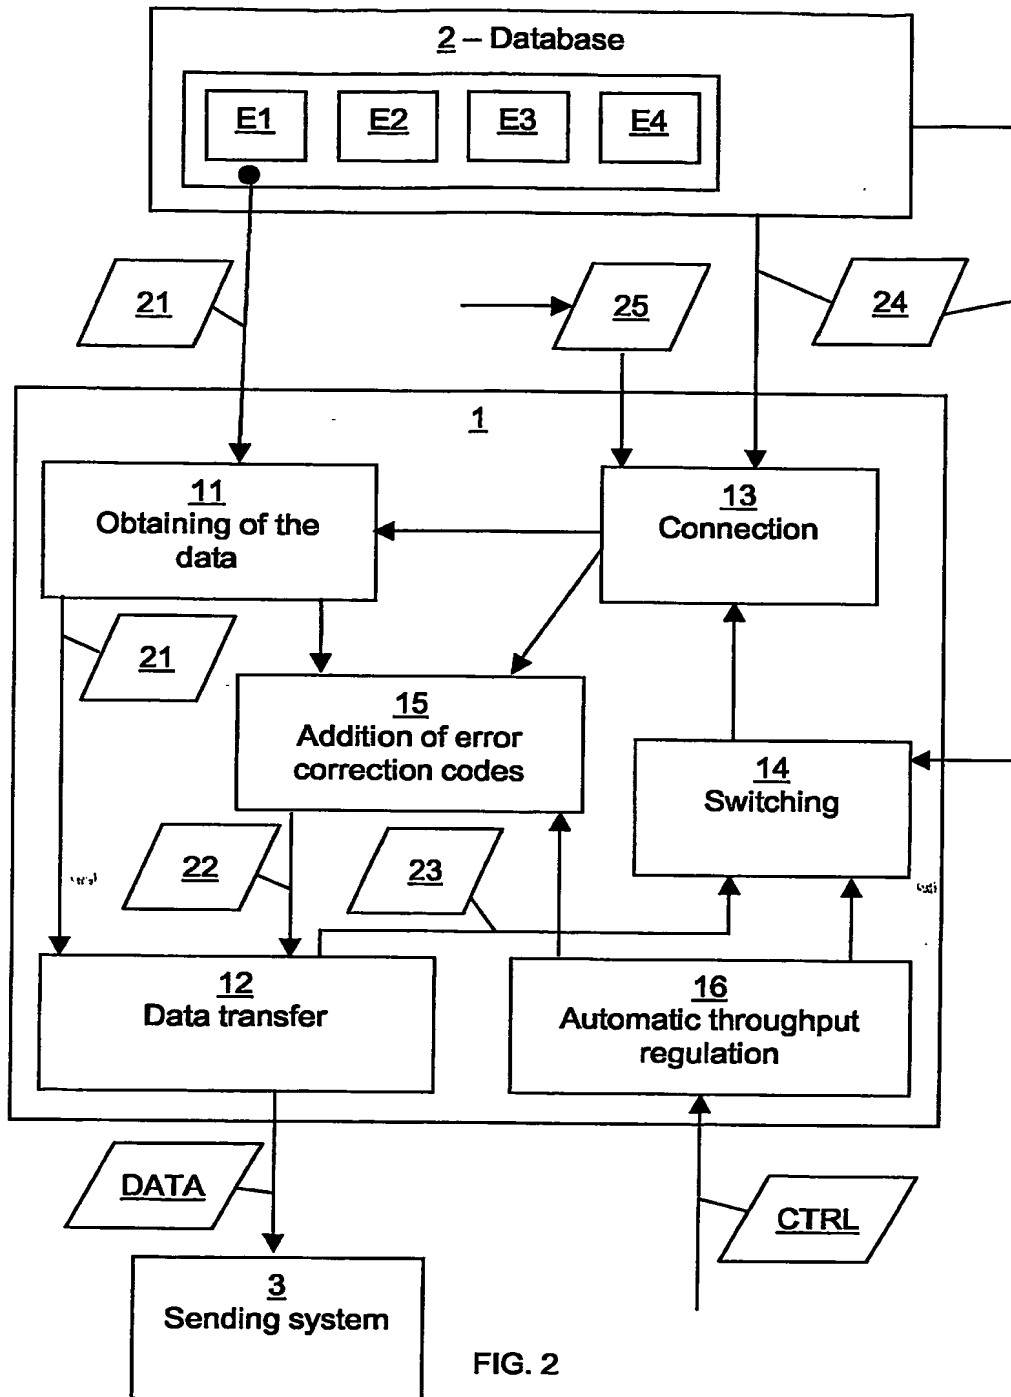 2 – Database
E1 E2 E3 E4
21
25
24
1
11
Obtaining of the
data
13
Connection
21
15
Addition of error
correction codes
14
Switching
22
23
12
Data transfer
16
Automatic throughput
regulation
DATA
CTRL
3
Sending system
FIG. 2